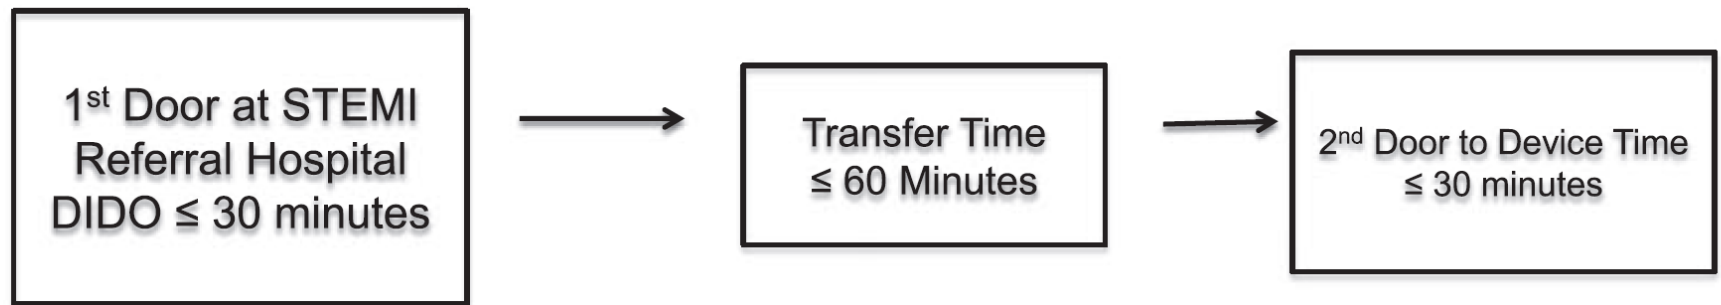 1st Door at STEMI
Referral Hospital
DIDO ≤ 30 minutes
Transfer Time
≤ 60 Minutes
2nd Door to Device Time
≤ 30 minutes